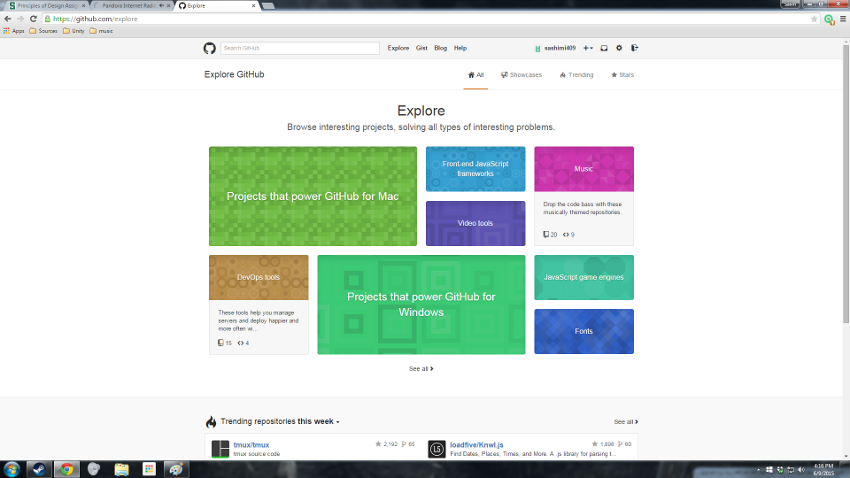 Principles of Design Assig
Pandora Internet Radi
Explore
https://github.com/explore
Apps
Sources
Unity
music
Search GitHub
Explore Gist Blog Help
sashimi409
Explore GitHub
All Showcases Trending Stars
Explore
Browse interesting projects, solving all types of interesting problems.
Projects that power GitHub for Mac
Front-end JavaScript
frameworks
Video tools
Music
Drop the code bass with these
musically themed repositories.
20 9
DevOps tools
These tools help you manage
servers and deploy happier and
more often wi...
15 4
Projects that power GitHub for
Windows
JavaScript game engines
Fonts
See all
Trending repositories this week
See all
tmux/tmux
2,192 65
tmux source code
loadfive/Knwl.js
60
Find Dates, Places, Times, and More. A .js library for parsing t...
6:16 PM
6/9/2015